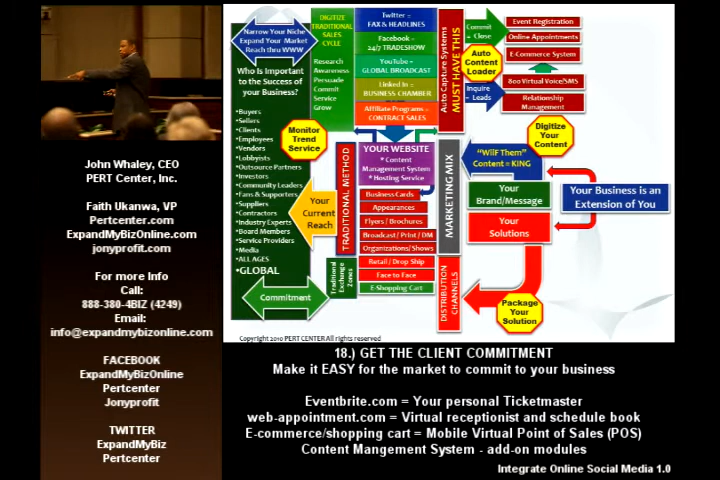 John Whaley, CEO
PERT Center, Inc.
Faith Ukanwa, VP
Pertcenter.com
ExpandMyBizOnline.com
jonyprofit.com
For more Info
Call:
888-380-4BIZ (4249)
Email:
info@expandmybizonline.com
FACEBOOK
ExpandMyBizOnline
Pertcenter
Jonyprofit
TWITTER
ExpandMyBiz
Pertcenter
Narrow Your Niche
Expand Your Market
Reach thru WWW
Who Is Important
to the Success of
your Business?
•Buyers
•Sellers
•Clients
•Employees
•Vendors
•Lobbyists
•Outsource Partners
•Investors
•Community Leaders
•Fans & Supporters
•Suppliers
•Contractors
•Industry Experts
•Board Members
•Service Providers
•Media
•ALL AGES
•GLOBAL
Commitment
DIGITIZE
TRADITIONAL
SALES
CYCLE
Research
Awareness
Persuade
Commit
Service
Grow
Monitor
Trend
Service
Your
Current
Reach
Twitter =
FAX & HEADLINES
Facebook =
24/7 TRADESHOW
YouTube =
GLOBAL BROADCAST
Linked In =
BUSINESS CHAMBER
Affiliate Programs =
CONTRACT SALES
Auto Capture Systems
MUST HAVE THIS
Commit
= Close
Auto
Content
Loader
Inquire
= Leads
Event Registration
Online Appointments
E-Commerce System
800 Virtual Voice/SMS
Relationship
Management
TRADITIONAL METHOD
YOUR WEBSITE
* Content
Management System
* Hosting Service
Business Cards
Appearances
Flyers / Brochures
Broadcast / Print / DM
Organizations/Shows
Traditional
Exchange
Zones
Retail / Drop Ship
Face to Face
E-Shopping Cart
MARKETING MIX
DISTRIBUTION
CHANNELS
Digitize
Your
Content
"WIIF Them"
Content = KING
Your
Brand/Message
Your
Solutions
Your Business is an
Extension of You
Package
Your
Solution
Copyright 2010 PERT CENTER All rights reserved
18.) GET THE CLIENT COMMITMENT
Make it EASY for the market to commit to your business
Eventbrite.com = Your personal Ticketmaster
web-appointment.com = Virtual receptionist and schedule book
E-commerce/shopping cart = Mobile Virtual Point of Sales (POS)
Content Mangement System - add-on modules
Integrate Online Social Media 1.0